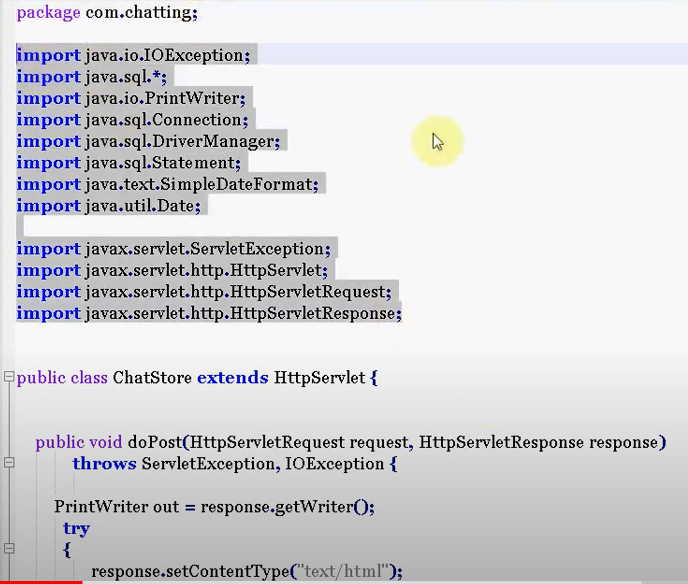 package com.chatting;
import java.io.IOException;
import java.sql.*;
import java.io.PrintWriter;
import java.sql.Connection;
import java.sql.DriverManager;
import java.sql.Statement;
import java.text.SimpleDateFormat;
import java.util.Date;
import javax.servlet.ServletException;
import javax.servlet.http.HttpServlet;
import javax.servlet.http.HttpServletRequest;
import javax.servlet.http.HttpServletResponse;
public class ChatStore extends HttpServlet {
public void doPost(HttpServletRequest request, HttpServletResponse response)
throws ServletException, IOException {
PrintWriter out = response.getWriter();
try
{
response.setContentType("text/html");